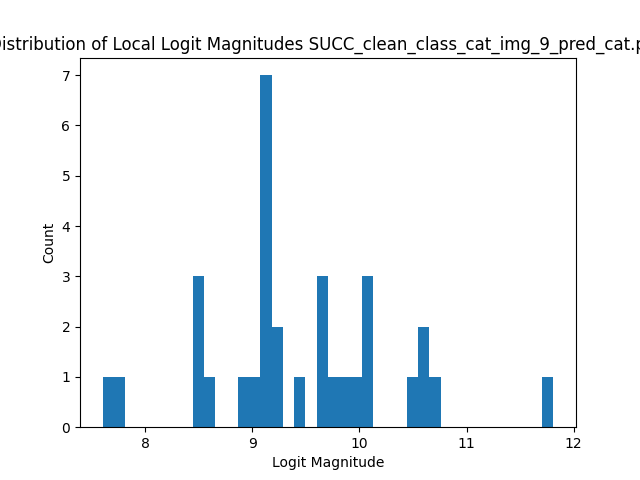 of Local Logit Magnitudes SUCC_clean_class_cat_img_9_pred_cat.
7
6
5
4
3
2
1
0
Count
8 9 10 11 12
Logit Magnitude